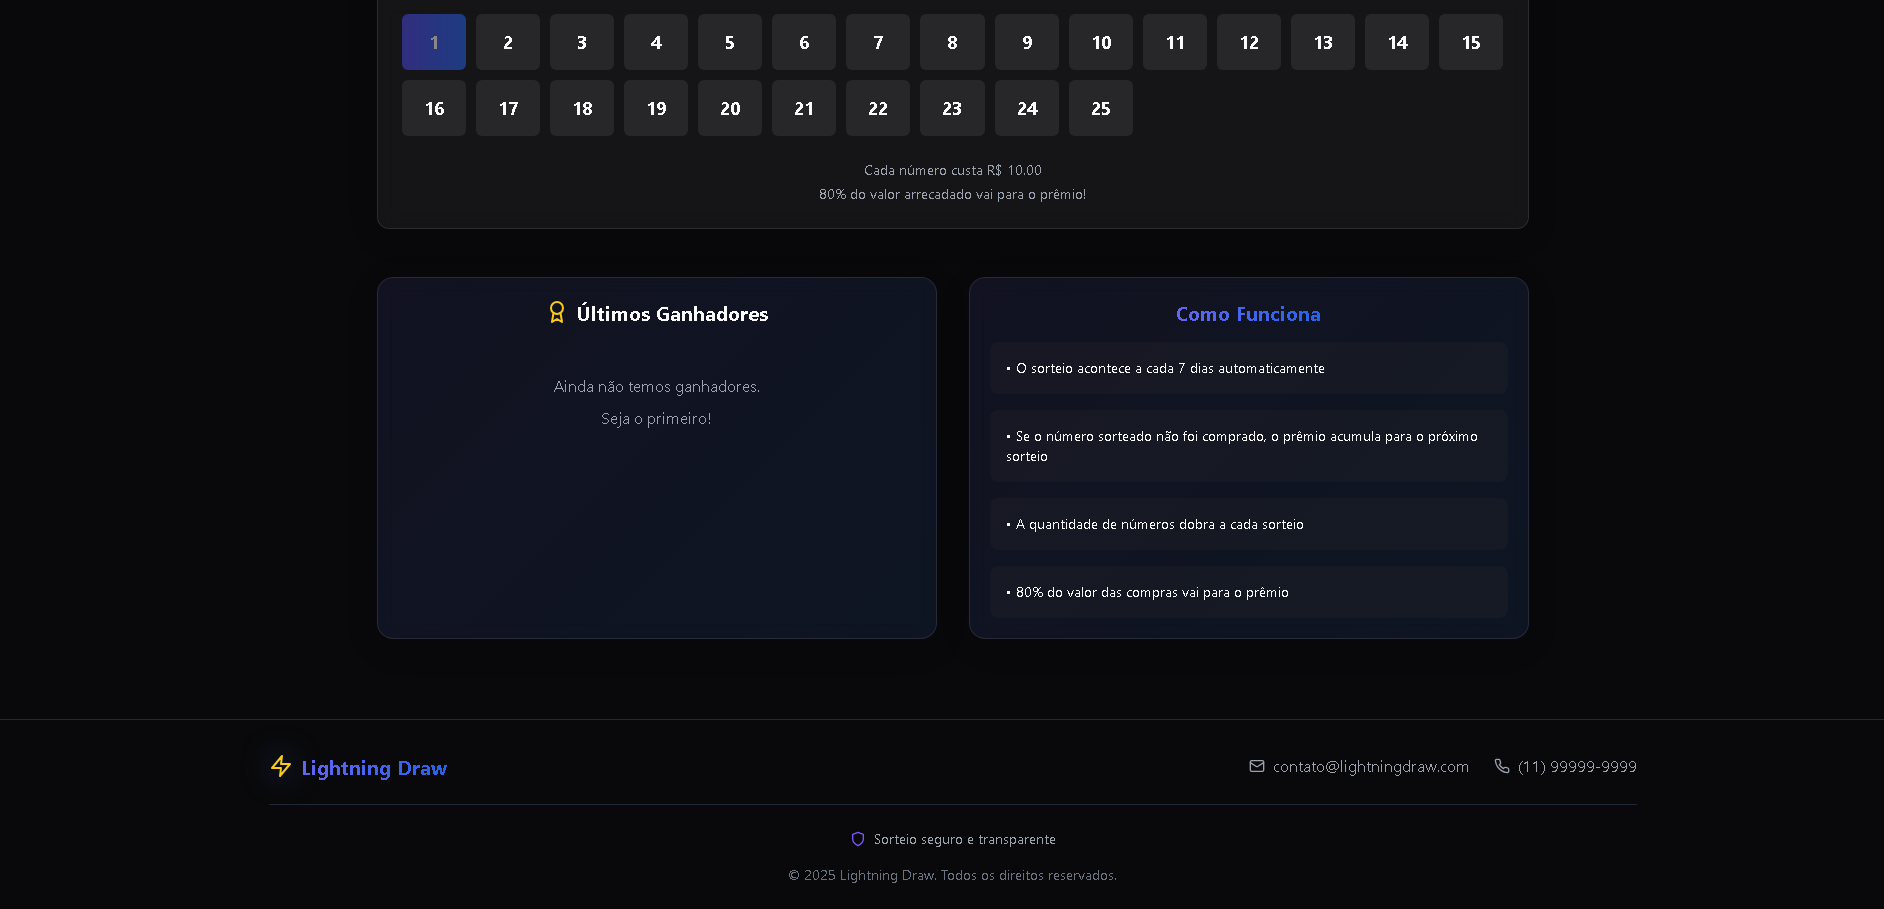 1 2 3 4 5 6 7 8 9 10 11 12 13 14 15
16 17 18 19 20 21 22 23 24 25
Cada número custa R$ 10.00
80% do valor arrecadado vai para o prêmio!
Últimos Ganhadores
Ainda não temos ganhadores.
Seja o primeiro!
Como Funciona
• O sorteio acontece a cada 7 dias automaticamente
• Se o número sorteado não foi comprado, o prêmio acumula para o próximo
sorteio
• A quantidade de números dobra a cada sorteio
• 80% do valor das compras vai para o prêmio
Lightning Draw
contato@lightningdraw.com
(11) 99999-9999
Sorteio seguro e transparente
© 2025 Lightning Draw. Todos os direitos reservados.